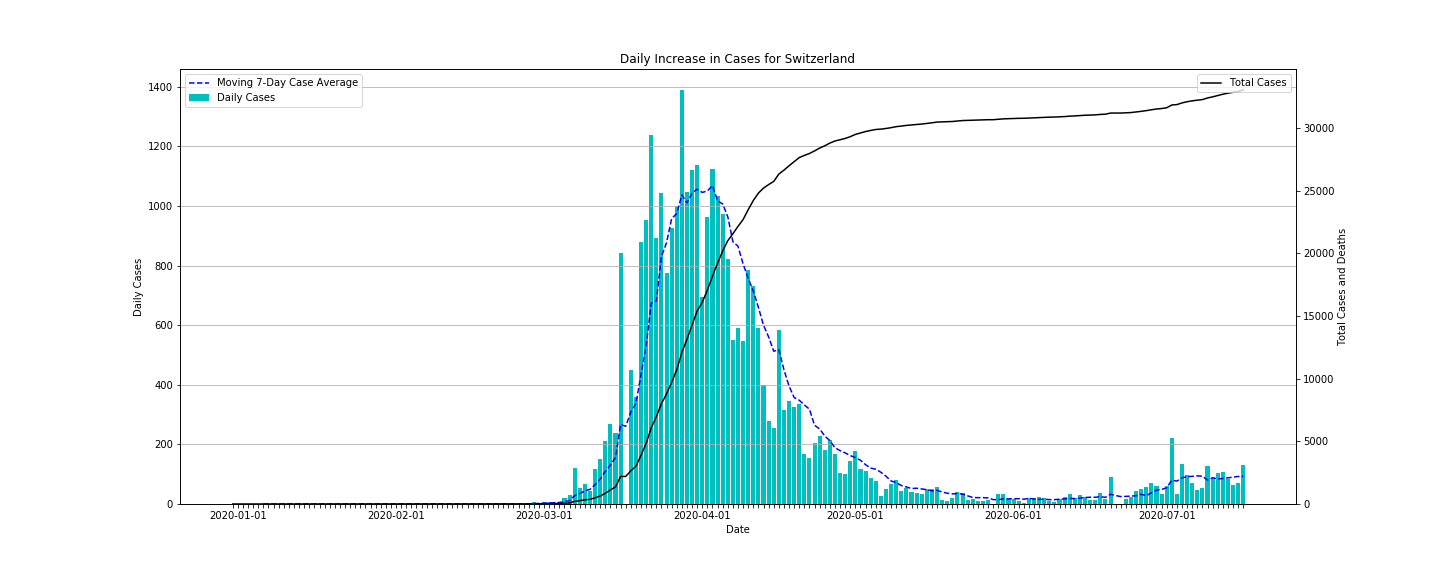 Daily Increase in Cases for Switzerland
Moving 7-Day Case Average
Daily Cases
Total Cases
1400
1200
1000
800
600
400
200
0
Daily Cases
30000
25000
20000
15000
10000
5000
0
Total Cases and Deaths
2020-01-01 2020-02-01 2020-03-01 2020-04-01 2020-05-01 2020-06-01 2020-07-01
Date